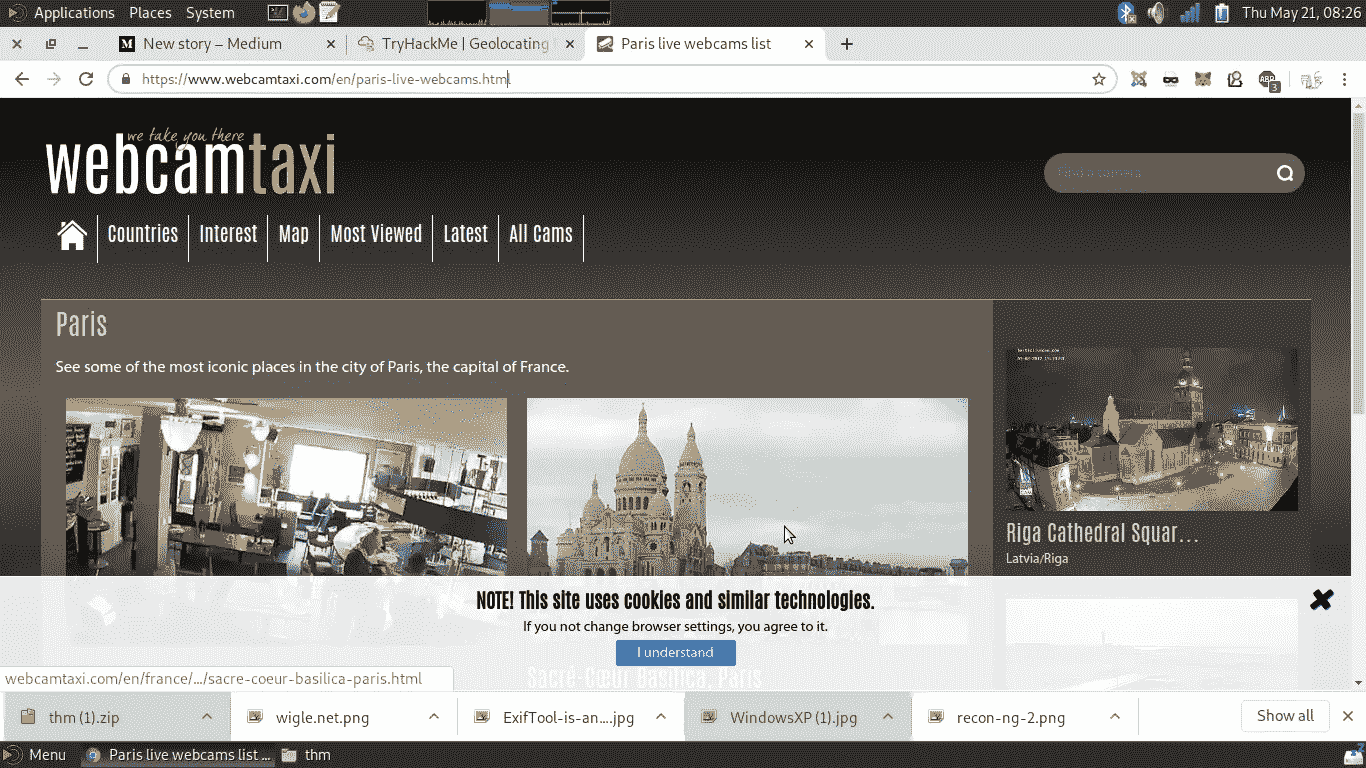 Applications Places System Thu May 21, 08:26
New story – Medium TryHackMe | Geolocating Paris live webcams list
https://www.webcamtaxi.com/en/paris-live-webcams.html
ABP
3
we take you there
webcamtaxi
Find a camera
Countries Interest Map Most Viewed Latest All Cams
Paris
See some of the most iconic places in the city of Paris, the capital of France.
Riga Cathedral Squar...
Latvia/Riga
NOTE! This site uses cookies and similar technologies.
If you not change browser settings, you agree to it.
I understand
Sacré-Cœur Basilica, Paris
webcamtaxi.com/en/france/.../sacre-coeur-basilica-paris.html
thm (1).zip wigle.net.png ExifTool-is-an....jpg WindowsXP (1).jpg recon-ng-2.png Show all
Menu Paris live webcams list ... thm